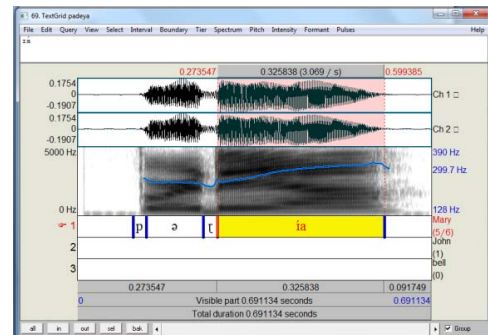 69. TextGrid padeya
File Edit Query View Select Interval Boundary Tier Spectrum Pitch Intensity Formant Pulses Help
ia
0.273547 0.325838 (3.069 / s) 0.599385
0.1754
0
-0.1907
Ch 1
0.1754
0
-0.1907
Ch 2
5000 Hz 390 Hz
299.7 Hz
0 Hz 128 Hz
1 p ə ʈ ia Mary
(5/6)
2 John
(1)
3 bell
(0)
0.273547 0.325838 0.091749
0 Visible part 0.691134 seconds 0.691134
Total duration 0.691134 seconds
all in out sel bak Group